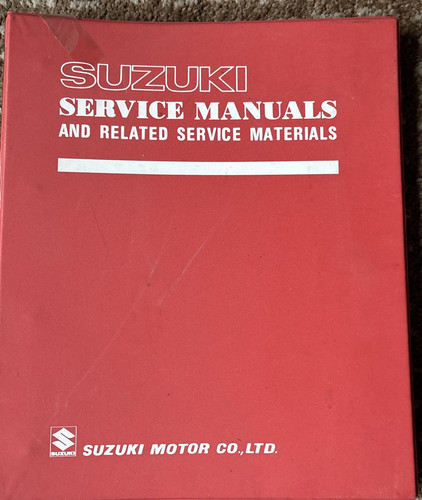 SUZUKI
SERVICE MANUALS
AND RELATED SERVICE MATERIALS
SUZUKI
SUZUKI MOTOR CO.,LTD.